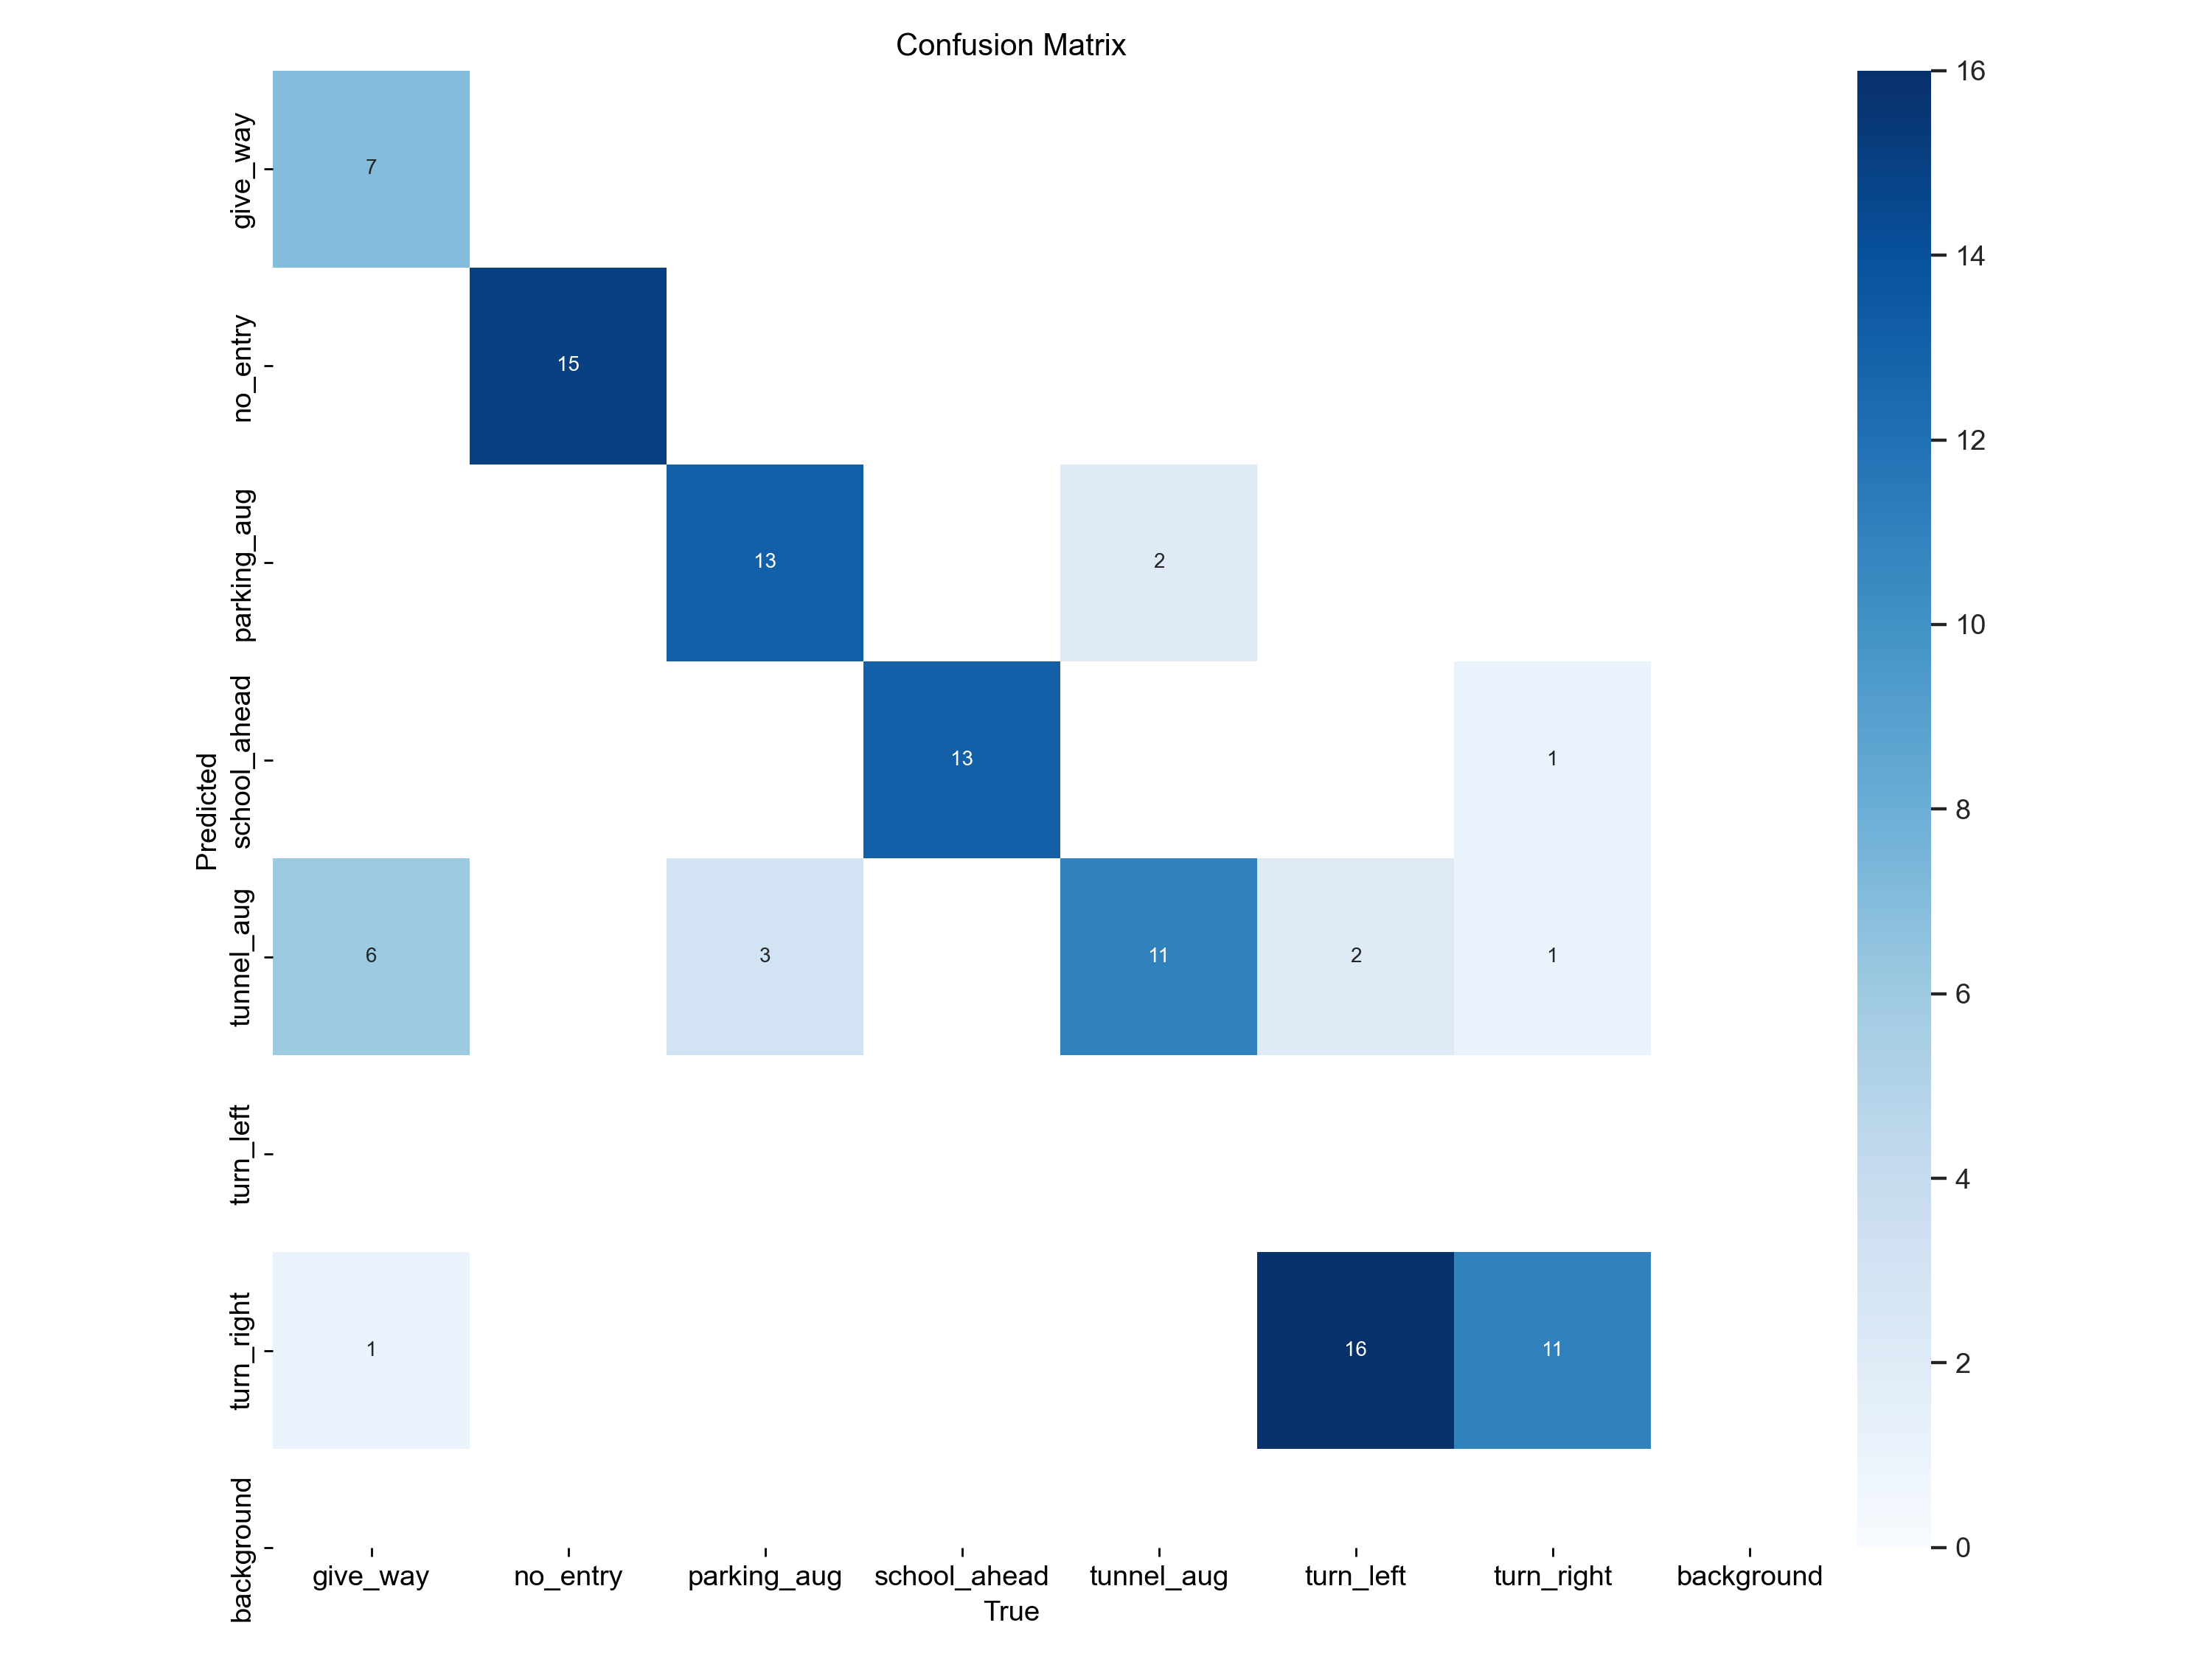 Confusion Matrix
Predicted
give_way
7
no_entry
15
parking_aug
13 2
school_ahead
13 1
tunnel_aug
6 3 11 2 1
turn_left
turn_right
1 16 11
background
give_way no_entry parking_aug school_ahead tunnel_aug turn_left turn_right background
True
16
14
12
10
8
6
4
2
0